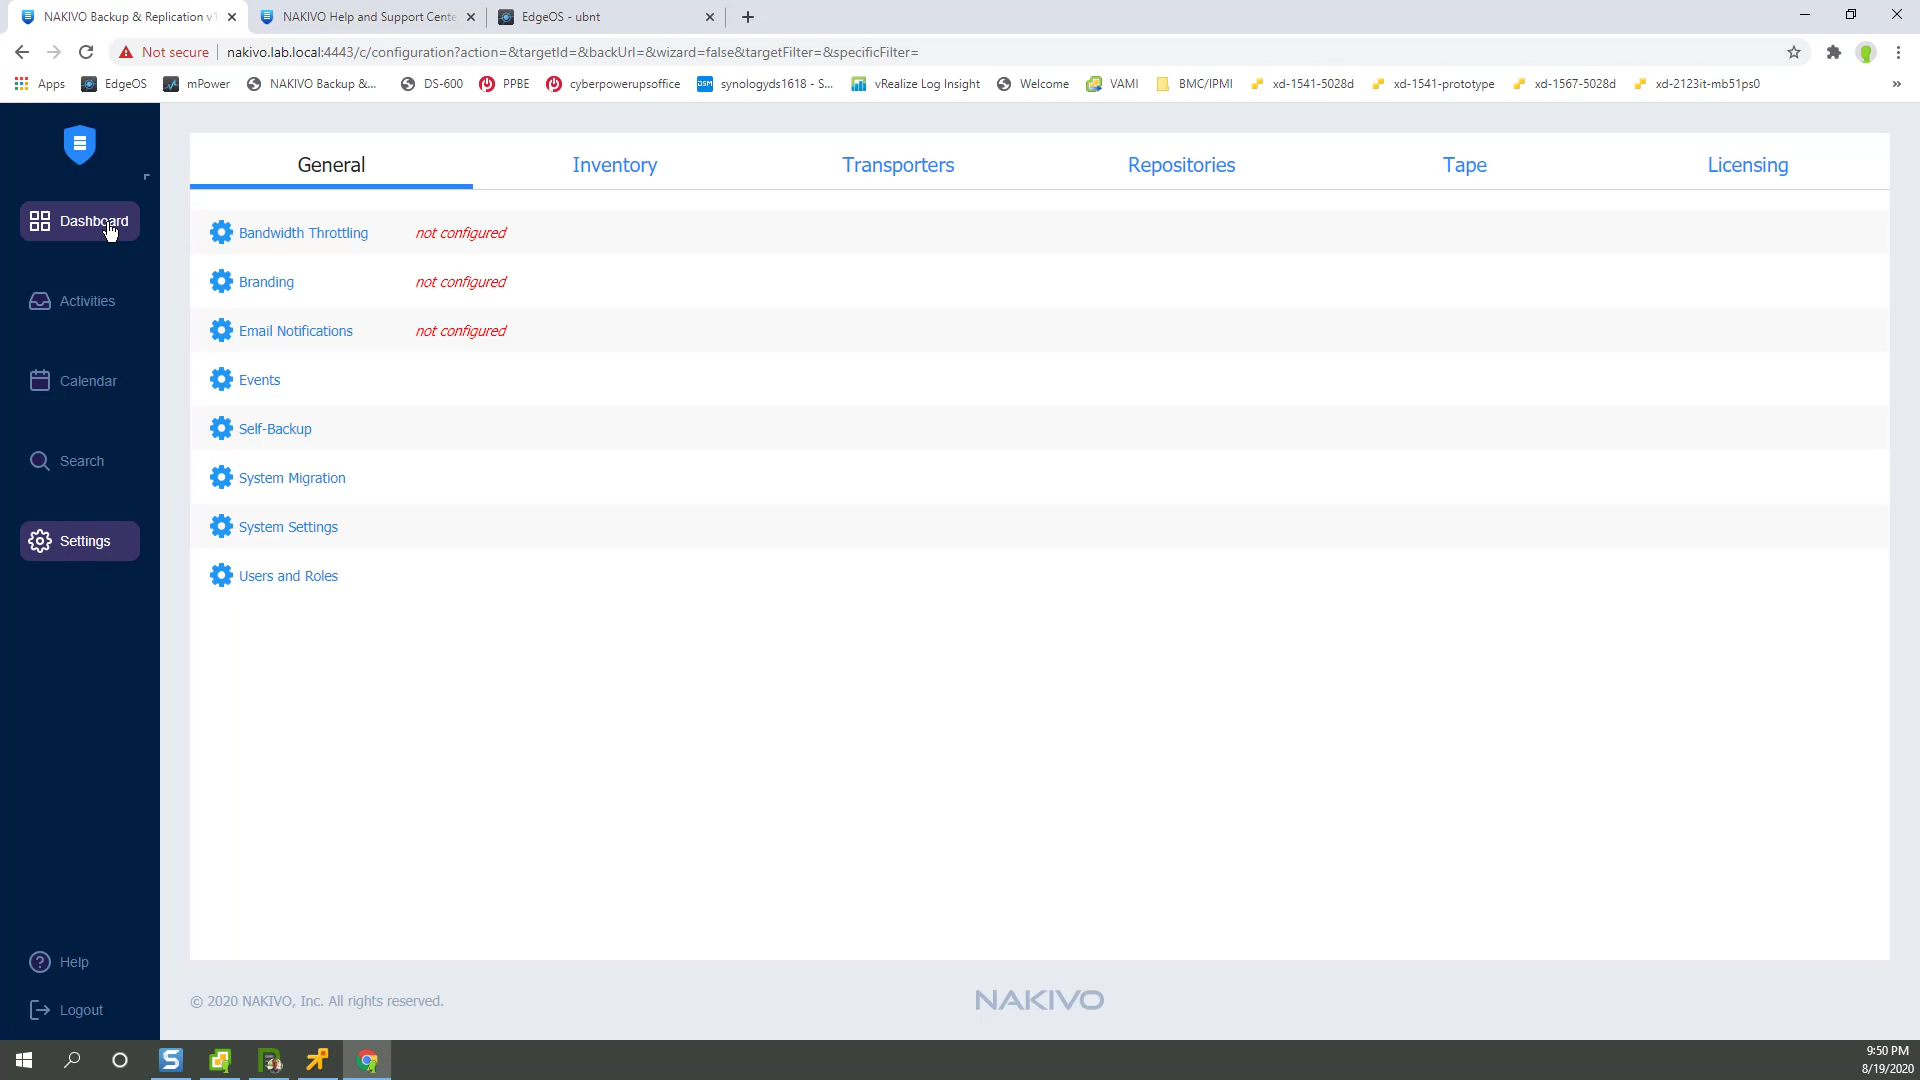 NAKIVO Backup & Replication v1
NAKIVO Help and Support Cente
EdgeOS - ubnt
Not secure
nakivo.lab.local:4443/c/configuration?action=&targetId=&backUrl=&wizard=false&targetFilter=&specificFilter=
Apps
EdgeOS
mPower
NAKIVO Backup &...
DS-600
PPBE
cyberpowerupsoffice
DSM
synologyds1618 - S...
vRealize Log Insight
Welcome
VAMI
BMC/IPMI
xd-1541-5028d
xd-1541-prototype
xd-1567-5028d
xd-2123it-mb51ps0
»
General
Inventory
Transporters
Repositories
Tape
Licensing
Dashboard
Activities
Calendar
Search
Settings
Help
Logout
Bandwidth Throttling not configured
Branding not configured
Email Notifications not configured
Events
Self-Backup
System Migration
System Settings
Users and Roles
© 2020 NAKIVO, Inc. All rights reserved.
NAKIVO
9:50 PM
8/19/2020